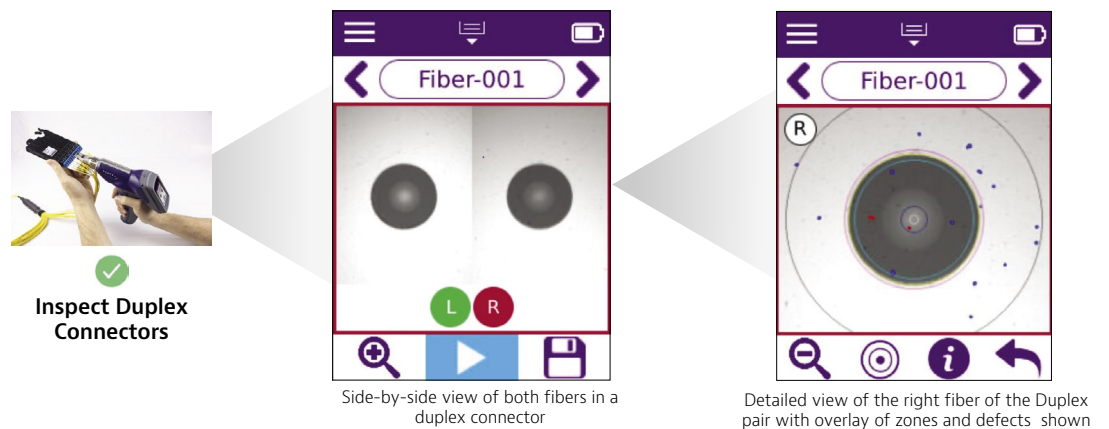 Inspect Duplex
Connectors
Fiber-001
L R
Side-by-side view of both fibers in a
duplex connector
Fiber-001
R
i
Detailed view of the right fiber of the Duplex
pair with overlay of zones and defects shown